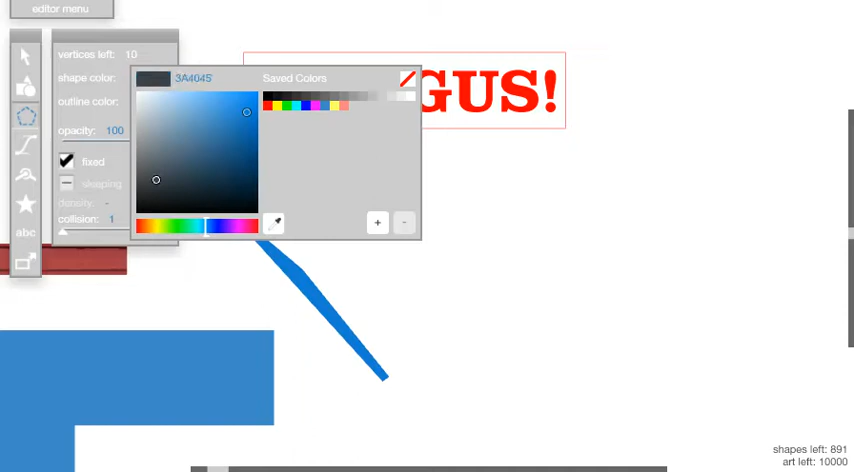 editor menu
vertices left: 10
shape color:
3A4045
Saved Colors
GUS!
outline color:
opacity: 100
fixed
sleeping
density: -
collision: 1
abc
+ -
shapes left: 891
art left: 10000